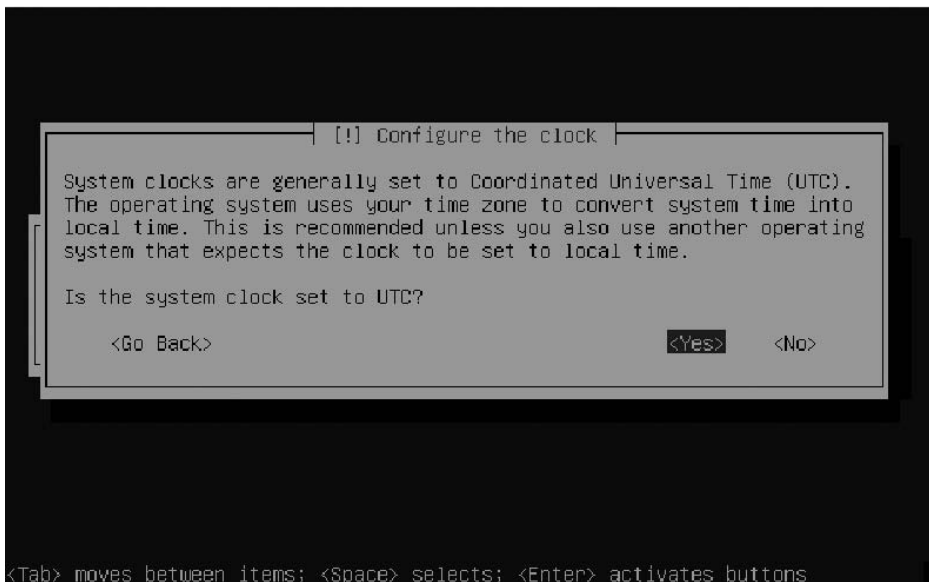 [!] Configure the clock
System clocks are generally set to Coordinated Universal Time (UTC).
The operating system uses your time zone to convert system time into
local time. This is recommended unless you also use another operating
system that expects the clock to be set to local time.
Is the system clock set to UTC?
<Go Back> <Yes> <No>
<Tab> moves between items; <Space> selects; <Enter> activates buttons